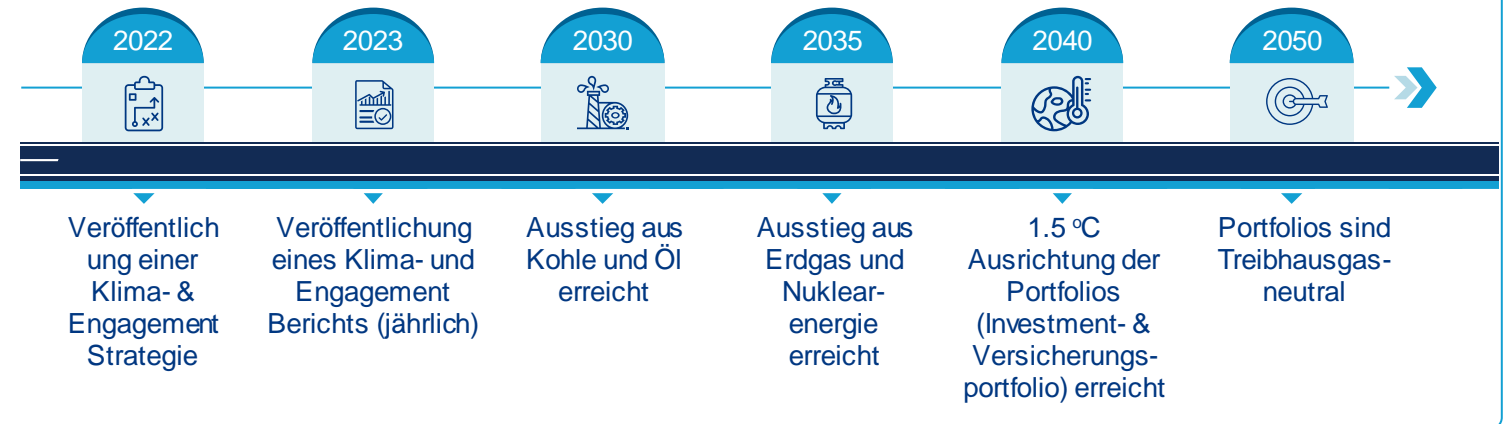 2022
2023
2030
2035
2040
2050
Veröffentlich
ung einer
Klima- &
Engagement
Strategie
Veröffentlichung
eines Klima- und
Engagement
Berichts (jährlich)
Ausstieg aus
Kohle und Öl
erreicht
Ausstieg aus
Erdgas und
Nuklear-
energie
erreicht
1.5 ºC
Ausrichtung der
Portfolios
(Investment- &
Versicherungs-
portfolio) erreicht
Portfolios sind
Treibhausgas-
neutral